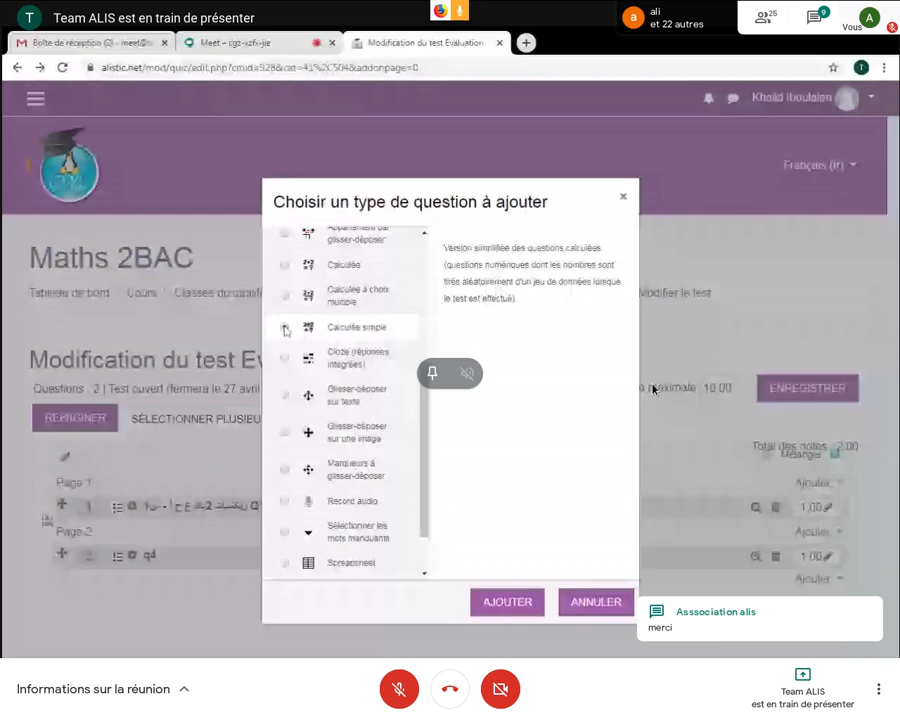 Team ALIS est en train de présenter
ali
et 22 autres
25
9
Vous
A
Boîte de réception (2) - meet@
Meet – cgz-xzfx-jie
Modification du test Evaluation
alistic.net/mod/quiz/edit.php?cmid=928&cat=41%2C504&addonpage=0
Khalid
Français (fr)
Maths 2BAC
Tableau de bord
Cours
Modifier le test
Modification du test
Questions : 2 | Test ouvert (fermera le 27 avril
maximale
10.00
ENREGISTRER
REPAGINER
SÉLECTIONNER PLUSIEU
Total des notes : 2.00
Mélanger
Page 1
Ajouter
1
1,00
Page 2
Ajouter
2
q4
1,00
Ajouter
Choisir un type de question à ajouter
Appariement par
glisser-déposer
Calculée
Calculée à choix
multiple
Calculée simple
Cloze (réponses
intégrées)
Glisser-déposer
sur texte
Glisser-déposer
sur une image
Marqueurs à
glisser-déposer
Record audio
Sélectionner les
mots manquants
Spreadsheet
Version simplifiée des questions calculées
(questions numériques dont les nombres sont
tirés aléatoirement d'un jeu de données lorsque
le test est effectué).
AJOUTER
ANNULER
Asssociation alis
merci
Informations sur la réunion
Team ALIS
est en train de présenter